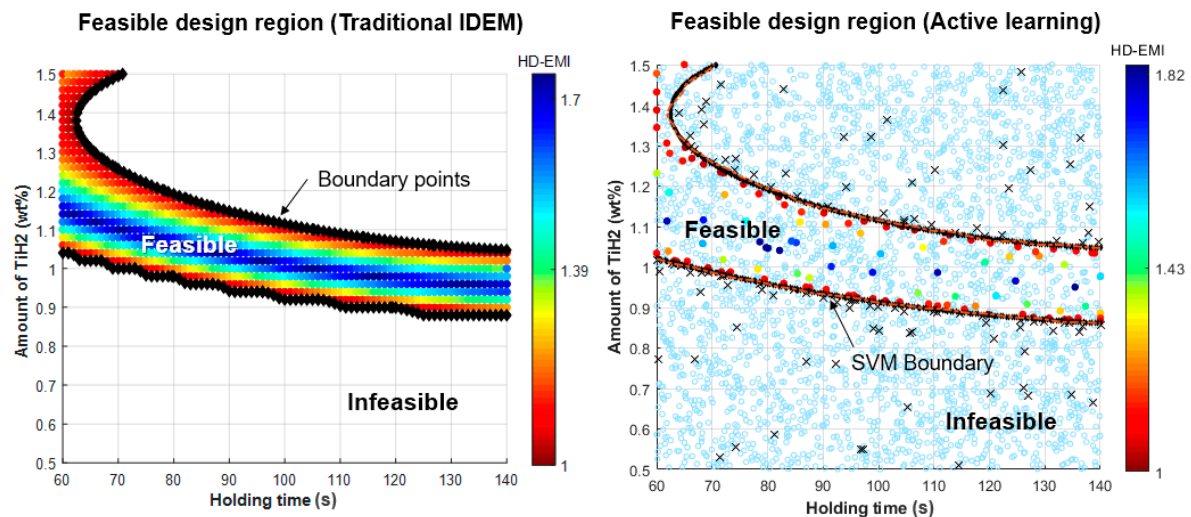 Feasible design region (Traditional IDEM)
HD-EMI
1.7
1.39
1
1.5
1.4
1.3
1.2
1.1
1
0.9
0.8
0.7
0.6
0.5
Amount of TiH2 (wt%)
Boundary points
Feasible
Infeasible
60 70 80 90 100 110 120 130 140
Holding time (s)
Feasible design region (Active learning)
HD-EMI
1.82
1.43
1
1.5
1.4
1.3
1.2
1.1
1
0.9
0.8
0.7
0.6
0.5
Amount of TiH2 (wt%)
Feasible
SVM Boundary
Infeasible
60 70 80 90 100 110 120 130 140
Holding time (s)